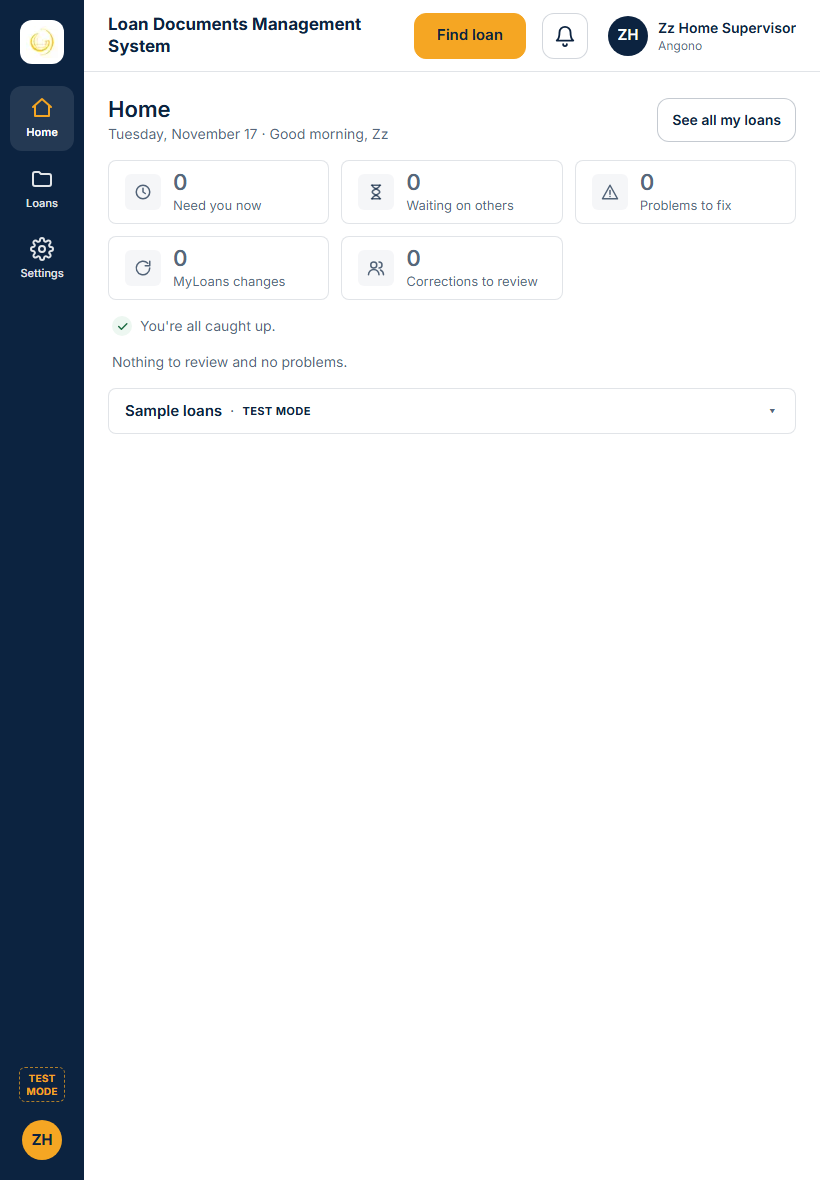 Loan Documents Management
System
Find loan
ZH
Zz Home Supervisor
Angono
Home
Loans
Settings
Home
Tuesday, November 17 · Good morning, Zz
See all my loans
0
Need you now
0
Waiting on others
0
Problems to fix
0
MyLoans changes
0
Corrections to review
You're all caught up.
Nothing to review and no problems.
Sample loans · TEST MODE
TEST
MODE
ZH